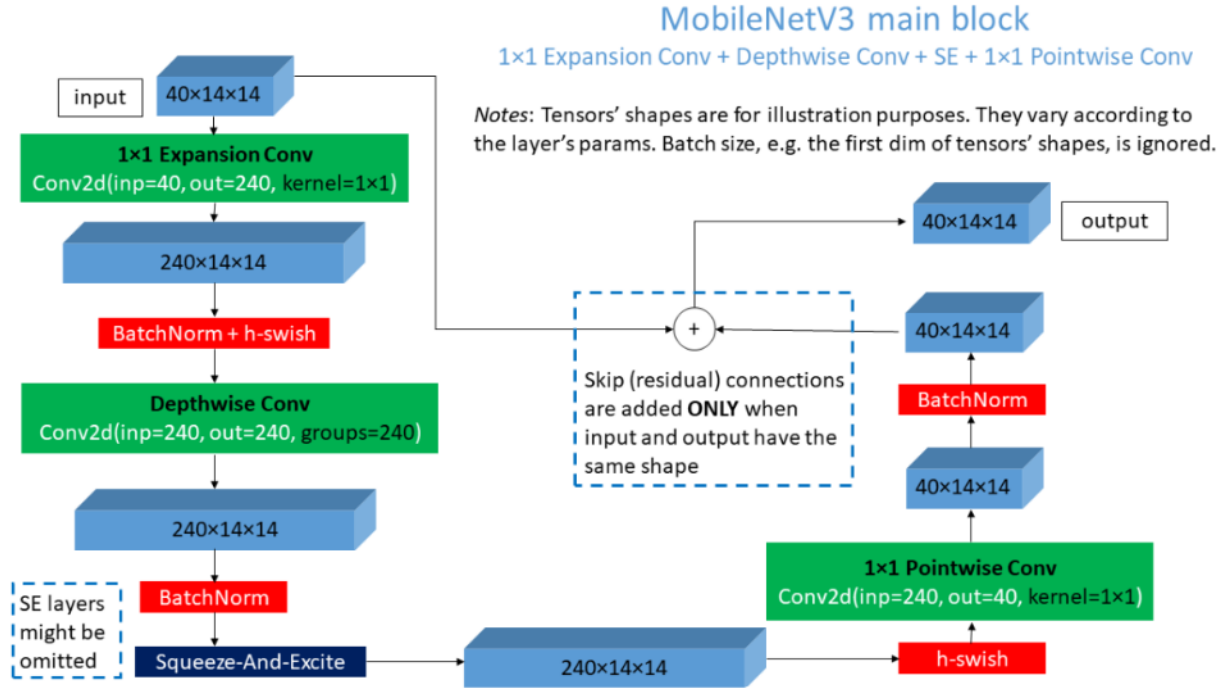 MobileNetV3 main block
1×1 Expansion Conv + Depthwise Conv + SE + 1×1 Pointwise Conv
Notes: Tensors’ shapes are for illustration purposes. They vary according to
the layer’s params. Batch size, e.g. the first dim of tensors’ shapes, is ignored.
input
40×14×14
1×1 Expansion Conv
Conv2d(inp=40, out=240, kernel=1×1)
240×14×14
BatchNorm + h-swish
Depthwise Conv
Conv2d(inp=240, out=240, groups=240)
240×14×14
BatchNorm
SE layers
might be
omitted
Squeeze-And-Excite
240×14×14
h-swish
1×1 Pointwise Conv
Conv2d(inp=240, out=40, kernel=1×1)
40×14×14
BatchNorm
40×14×14
+
Skip (residual) connections
are added ONLY when
input and output have the
same shape
40×14×14
output